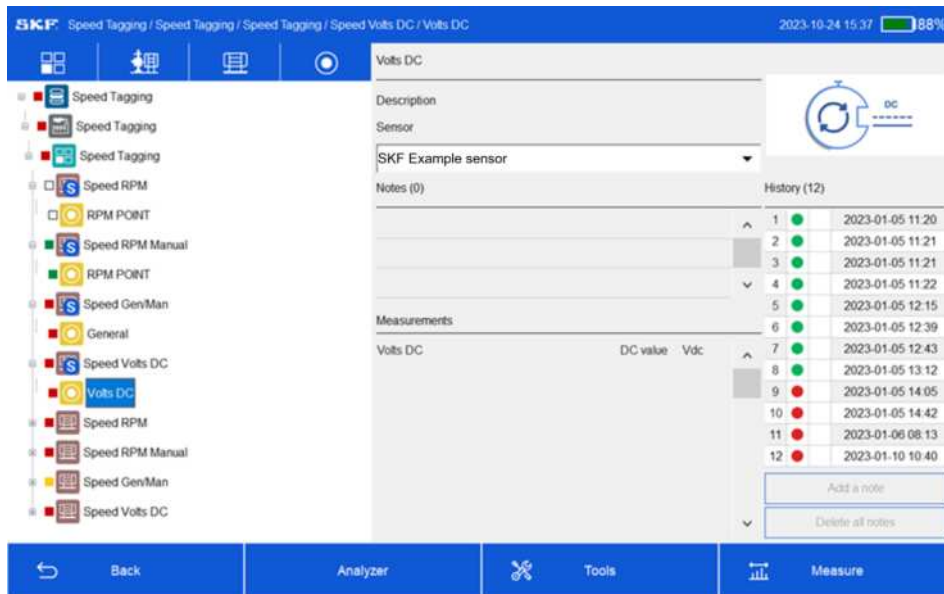 SKF. Speed Tagging / Speed Tagging / Speed Tagging / Speed Volts DC / Volts DC 2023-10-24 15:37 88%
Speed Tagging
Speed Tagging
Speed Tagging
S Speed RPM
RPM POINT
S Speed RPM Manual
RPM POINT
S Speed Gen/Man
General
S Speed Volts DC
Volts DC
Speed RPM
Speed RPM Manual
Speed Gen/Man
Speed Volts DC
Volts DC
Description
Sensor
SKF Example sensor
Notes (0)
Measurements
Volts DC DC value Vdc
DC
History (12)
1 2023-01-05 11:20
2 2023-01-05 11:21
3 2023-01-05 11:21
4 2023-01-05 11:22
5 2023-01-05 12:15
6 2023-01-05 12:39
7 2023-01-05 12:43
8 2023-01-05 13:12
9 2023-01-05 14:05
10 2023-01-05 14:42
11 2023-01-06 08:13
12 2023-01-10 10:40
Add a note
Delete all notes
Back Analyzer Tools Measure